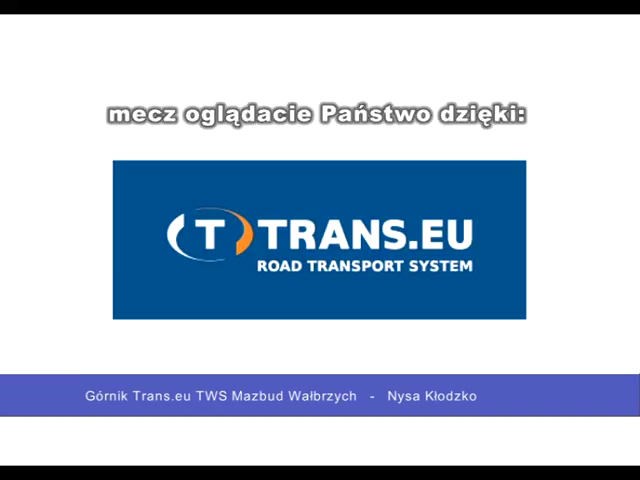 mecz oglądacie Państwo dzięki:
T TRANS.EU
ROAD TRANSPORT SYSTEM
Górnik Trans.eu TWS Mazbud Wałbrzych - Nysa Kłodzko